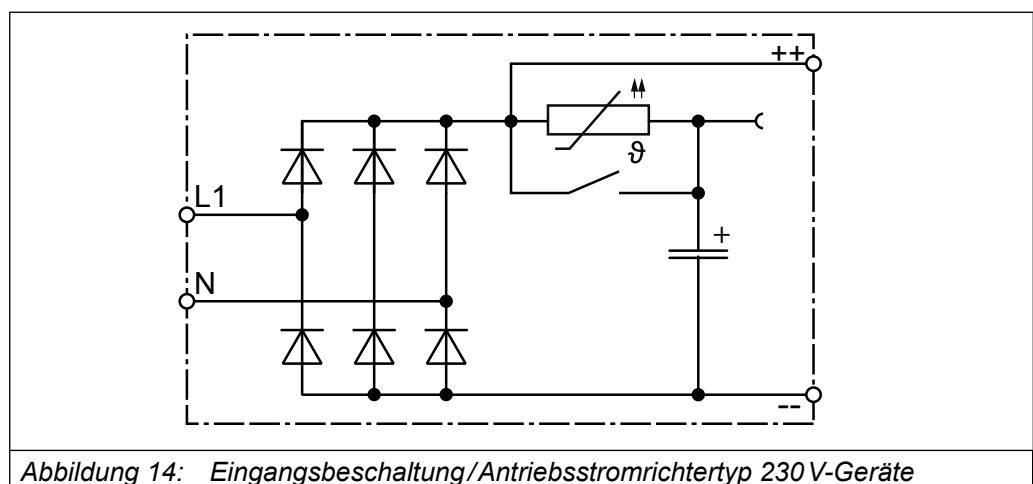 ++
ϑ
L1
+
N
--
Abbildung 14: Eingangsbeschaltung/Antriebsstromrichtertyp 230 V-Geräte